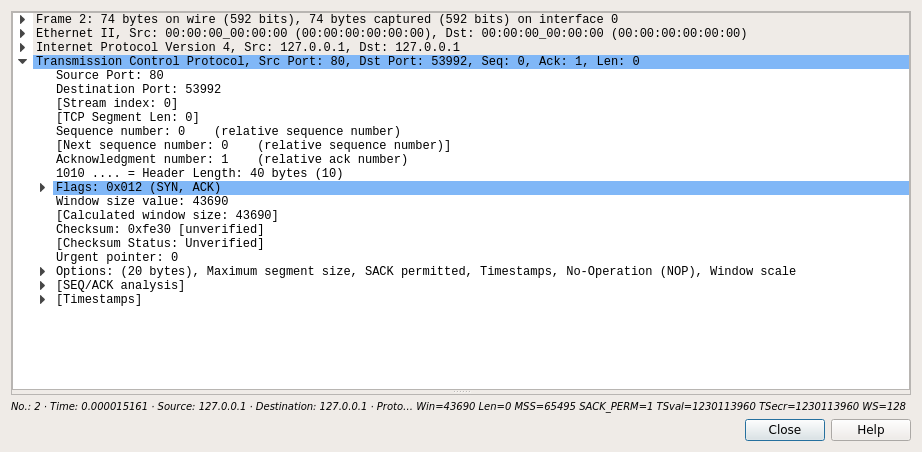 Frame 2: 74 bytes on wire (592 bits), 74 bytes captured (592 bits) on interface 0
Ethernet II, Src: 00:00:00_00:00:00 (00:00:00:00:00:00), Dst: 00:00:00_00:00:00 (00:00:00:00:00:00)
Internet Protocol Version 4, Src: 127.0.0.1, Dst: 127.0.0.1
Transmission Control Protocol, Src Port: 80, Dst Port: 53992, Seq: 0, Ack: 1, Len: 0
Source Port: 80
Destination Port: 53992
[Stream index: 0]
[TCP Segment Len: 0]
Sequence number: 0    (relative sequence number)
[Next sequence number: 0    (relative sequence number)]
Acknowledgment number: 1    (relative ack number)
1010 .... = Header Length: 40 bytes (10)
Flags: 0x012 (SYN, ACK)
Window size value: 43690
[Calculated window size: 43690]
Checksum: 0xfe30 [unverified]
[Checksum Status: Unverified]
Urgent pointer: 0
Options: (20 bytes), Maximum segment size, SACK permitted, Timestamps, No-Operation (NOP), Window scale
[SEQ/ACK analysis]
[Timestamps]
No.: 2 · Time: 0.000015161 · Source: 127.0.0.1 · Destination: 127.0.0.1 · Proto... Win=43690 Len=0 MSS=65495 SACK_PERM=1 TSval=1230113960 TSecr=1230113960 WS=128
Close Help